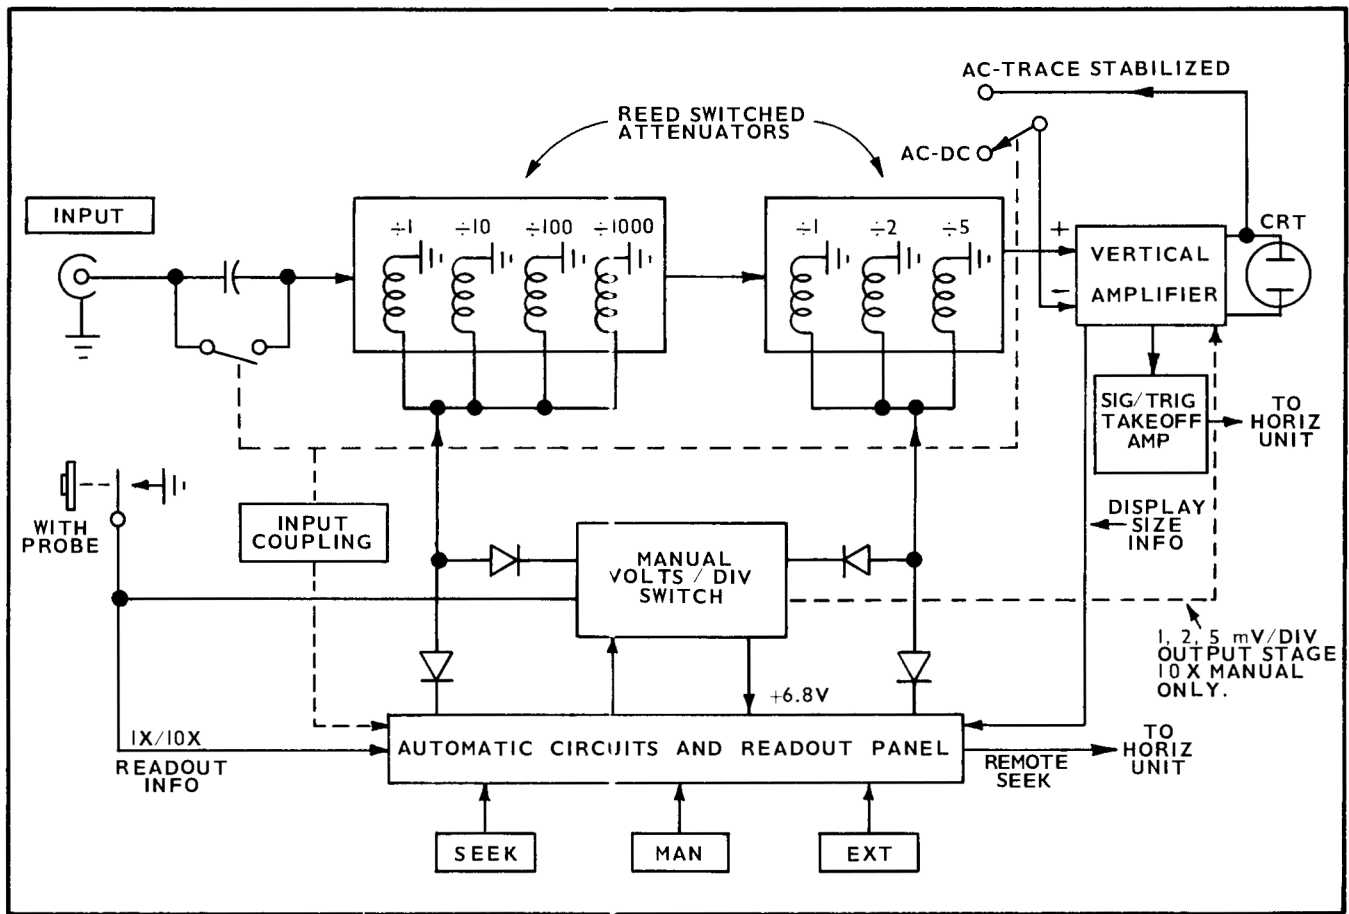 AC-TRACE STABILIZED
REED SWITCHED
ATTENUATORS
AC-DC
INPUT
÷1
÷10
÷100
÷1000
÷1
÷2
÷5
+
VERTICAL
–
AMPLIFIER
CRT
SIG/TRIG
TAKEOFF
AMP
TO
HORIZ
UNIT
WITH
PROBE
INPUT
COUPLING
MANUAL
VOLTS / DIV
SWITCH
DISPLAY
SIZE
INFO
1, 2, 5 mV/DIV
OUTPUT STAGE
10X MANUAL
ONLY.
+6.8V
1X/10X
READOUT
INFO
AUTOMATIC CIRCUITS AND READOUT PANEL
REMOTE
SEEK
TO
HORIZ
UNIT
SEEK
MAN
EXT